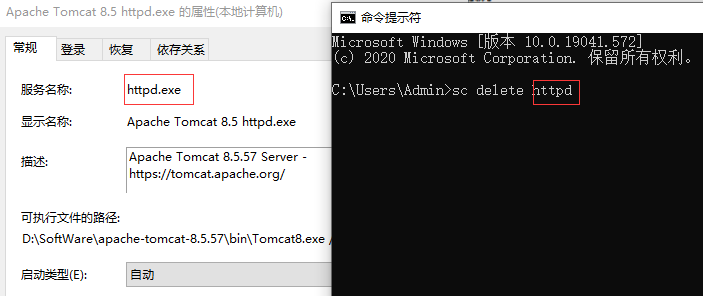 Apache Tomcat 8.5 httpd.exe 的属性(本地计算机)
常规 登录 恢复 依存关系
服务名称: httpd.exe
显示名称: Apache Tomcat 8.5 httpd.exe
描述: Apache Tomcat 8.5.57 Server -
https://tomcat.apache.org/
可执行文件的路径:
D:\SoftWare\apache-tomcat-8.5.57\bin\Tomcat8.exe /
启动类型(E): 自动
命令提示符
Microsoft Windows [版本 10.0.19041.572]
(c) 2020 Microsoft Corporation. 保留所有权利。
C:\Users\Admin>sc delete httpd